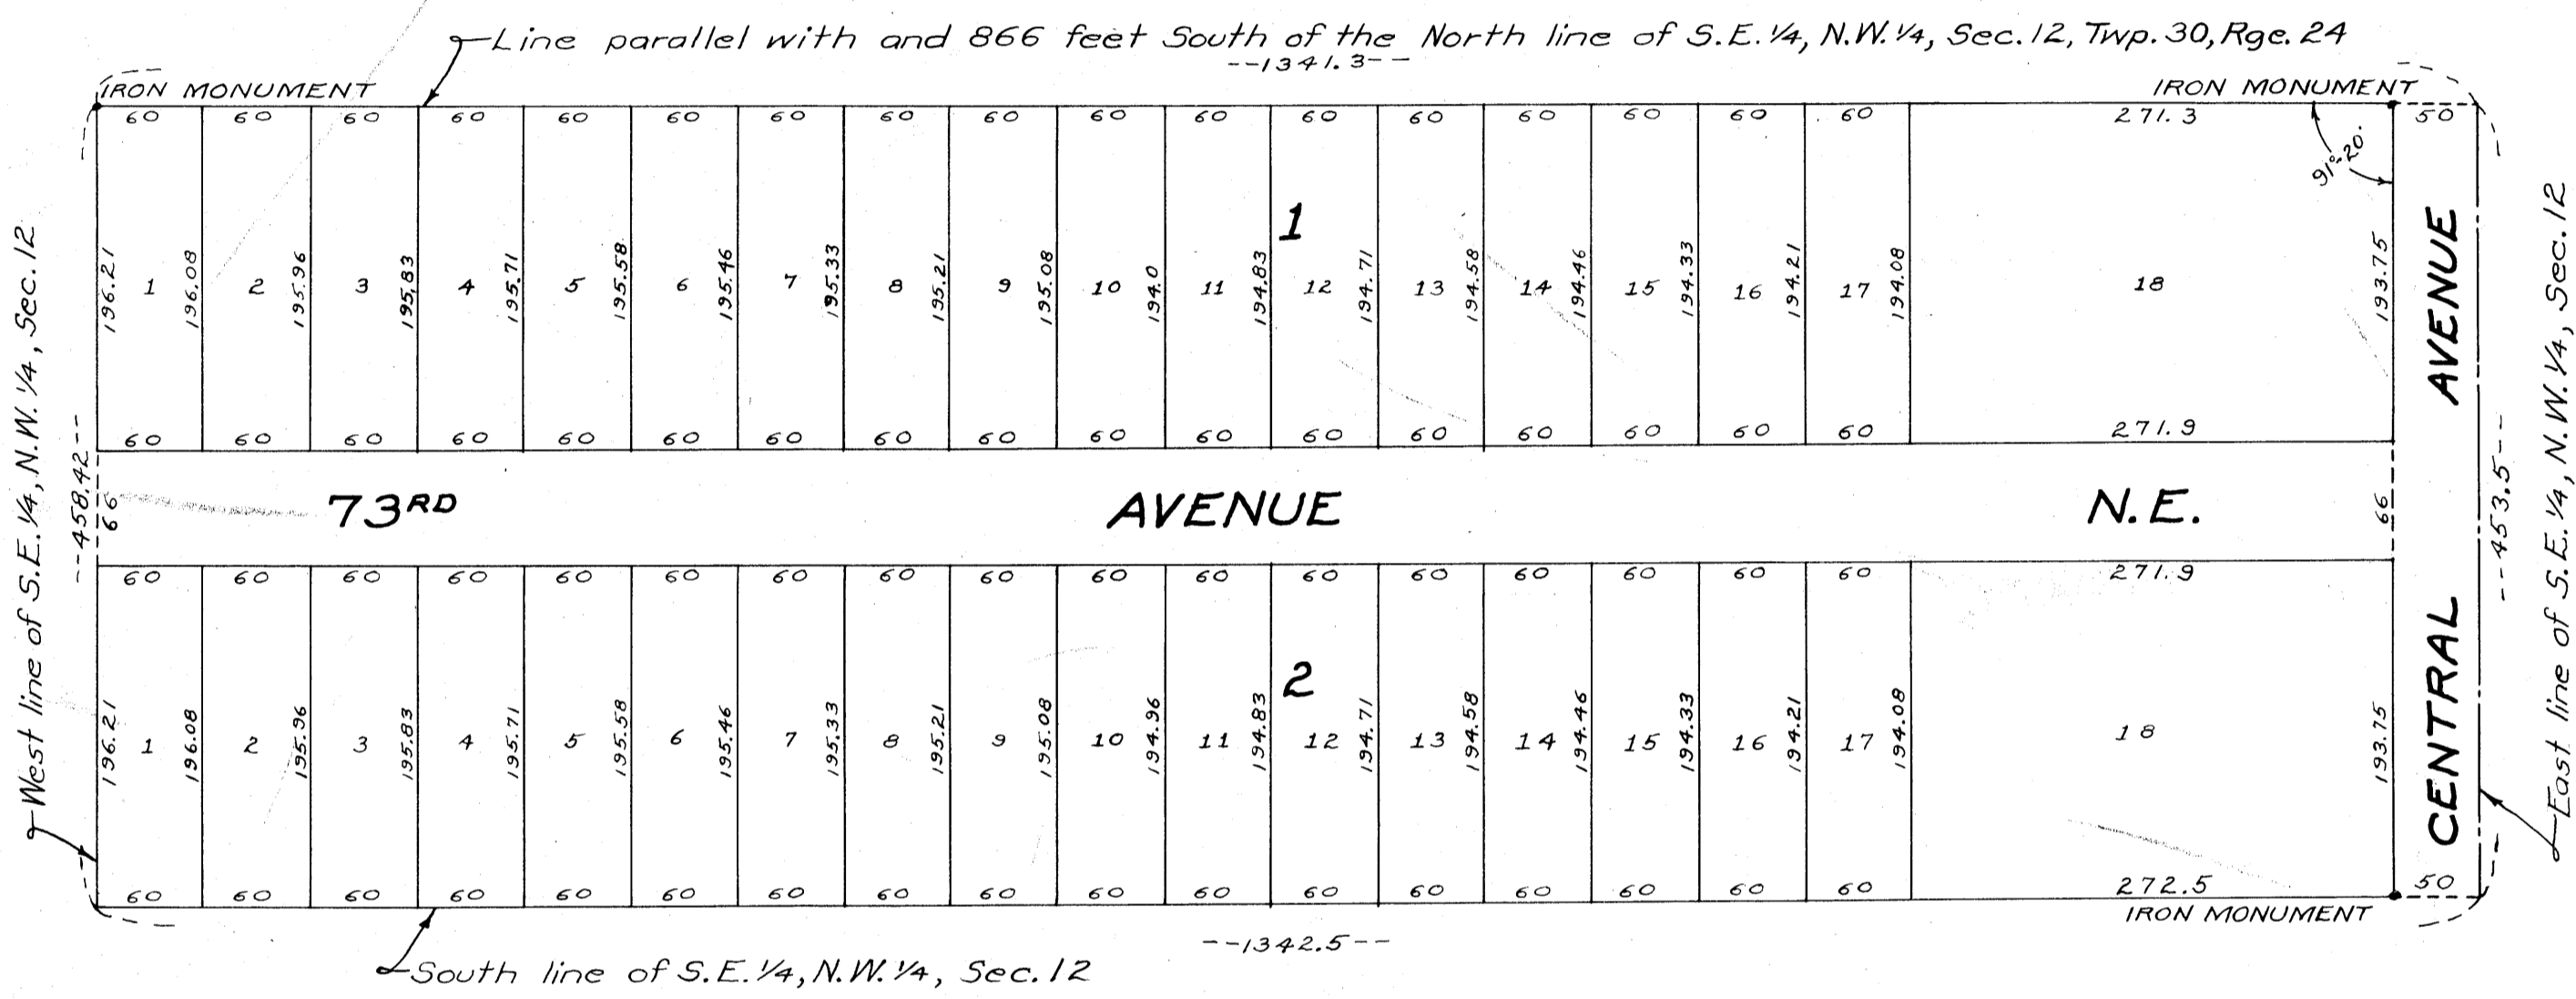 Line parallel with and 866 feet South of the North line of S.E. 1/4, N.W. 1/4, Sec. 12, Twp. 30, Rge. 24
--1341.3--
IRON MONUMENT IRON MONUMENT
60 60 60 60 60 60 60 60 60 60 60 60 60 60 60 60 60 271.3 50
91°-20'
1
196.21 1 196.08 2 195.96 3 195.83 4 195.71 5 195.58 6 195.46 7 195.33 8 195.21 9 195.08 10 194.0 11 194.83 12 194.71 13 194.58 14 194.46 15 194.33 16 194.21 17 194.08 18 193.75
60 60 60 60 60 60 60 60 60 60 60 60 60 60 60 60 60 271.9
West line of S.E. 1/4, N.W. 1/4, Sec. 12
--458.42--
66
73RD AVENUE N.E.
66
CENTRAL AVENUE
--453.5--
East line of S.E. 1/4, N.W. 1/4, Sec. 12
60 60 60 60 60 60 60 60 60 60 60 60 60 60 60 60 60 271.9
2
196.21 1 196.08 2 195.96 3 195.83 4 195.71 5 195.58 6 195.46 7 195.33 8 195.21 9 195.08 10 194.96 11 194.83 12 194.71 13 194.58 14 194.46 15 194.33 16 194.21 17 194.08 18 193.75
60 60 60 60 60 60 60 60 60 60 60 60 60 60 60 60 60 272.5 50
IRON MONUMENT
--1342.5--
South line of S.E. 1/4, N.W. 1/4, Sec. 12